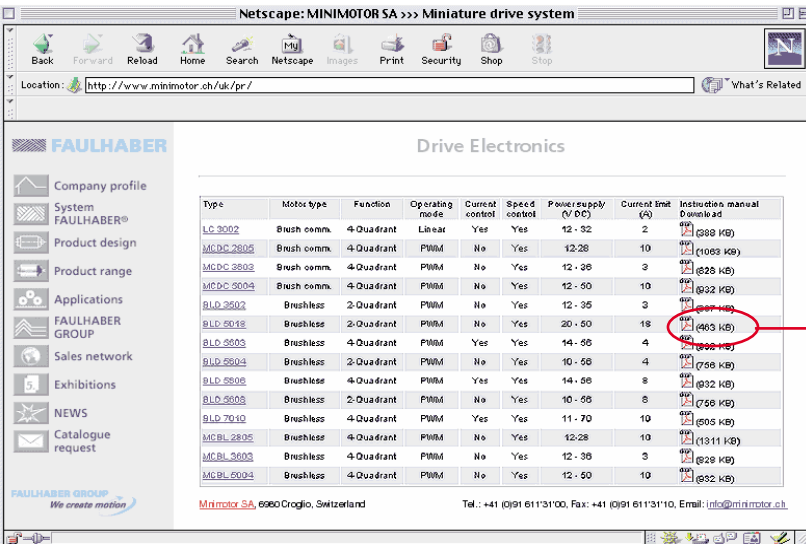 Netscape: MINIMOTOR SA >>> Miniature drive system
Back Forward Reload Home Search Netscape Images Print Security Shop Stop
My
N
Location: http://www.minimotor.ch/uk/pr/ What's Related
FAULHABER
Drive Electronics
Company profile
System
FAULHABER®
Product design
Product range
Applications
FAULHABER
GROUP
Sales network
5. Exhibitions
NEWS
Catalogue
request
FAULHABER GROUP
We create motion
Type Motor type Function Operating mode Current control Speed control Power supply (V DC) Current limit (A) Instruction manual Download
LC 3002 Brush comm. 4-Quadrant Linear Yes Yes 12 - 32 2 (388 KB)
MCDC 2805 Brush comm. 4-Quadrant PWM No Yes 12-28 10 (1063 KB)
MCDC 3603 Brush comm. 4-Quadrant PWM No Yes 12 - 36 3 (828 KB)
MCDC 5004 Brush comm. 4-Quadrant PWM No Yes 12 - 50 10 (932 KB)
BLD 3502 Brushless 2-Quadrant PWM No Yes 12 - 35 3 KB)
BLD 5018 Brushless 2-Quadrant PWM No Yes 20 - 50 18 (463 KB)
BLD 5603 Brushless 4-Quadrant PWM Yes Yes 14 - 56 4 KB)
BLD 5604 Brushless 2-Quadrant PWM No Yes 10 - 56 4 (756 KB)
BLD 5606 Brushless 4-Quadrant PWM Yes Yes 14 - 56 8 (932 KB)
BLD 5608 Brushless 2-Quadrant PWM No Yes 10 - 56 8 (756 KB)
BLD 7010 Brushless 4-Quadrant PWM Yes Yes 11 - 70 10 (505 KB)
MCBL 2805 Brushless 4-Quadrant PWM No Yes 12-28 10 (1311 KB)
MCBL 3603 Brushless 4-Quadrant PWM No Yes 12 - 36 3 (829 KB)
MCBL 5004 Brushless 4-Quadrant PWM No Yes 12 - 50 10 (932 KB)
Minimotor SA, 6980 Croglio, Switzerland Tel.: +41 (0)91 611'31'00, Fax: +41 (0)91 611'31'10, Email: info@minimotor.ch